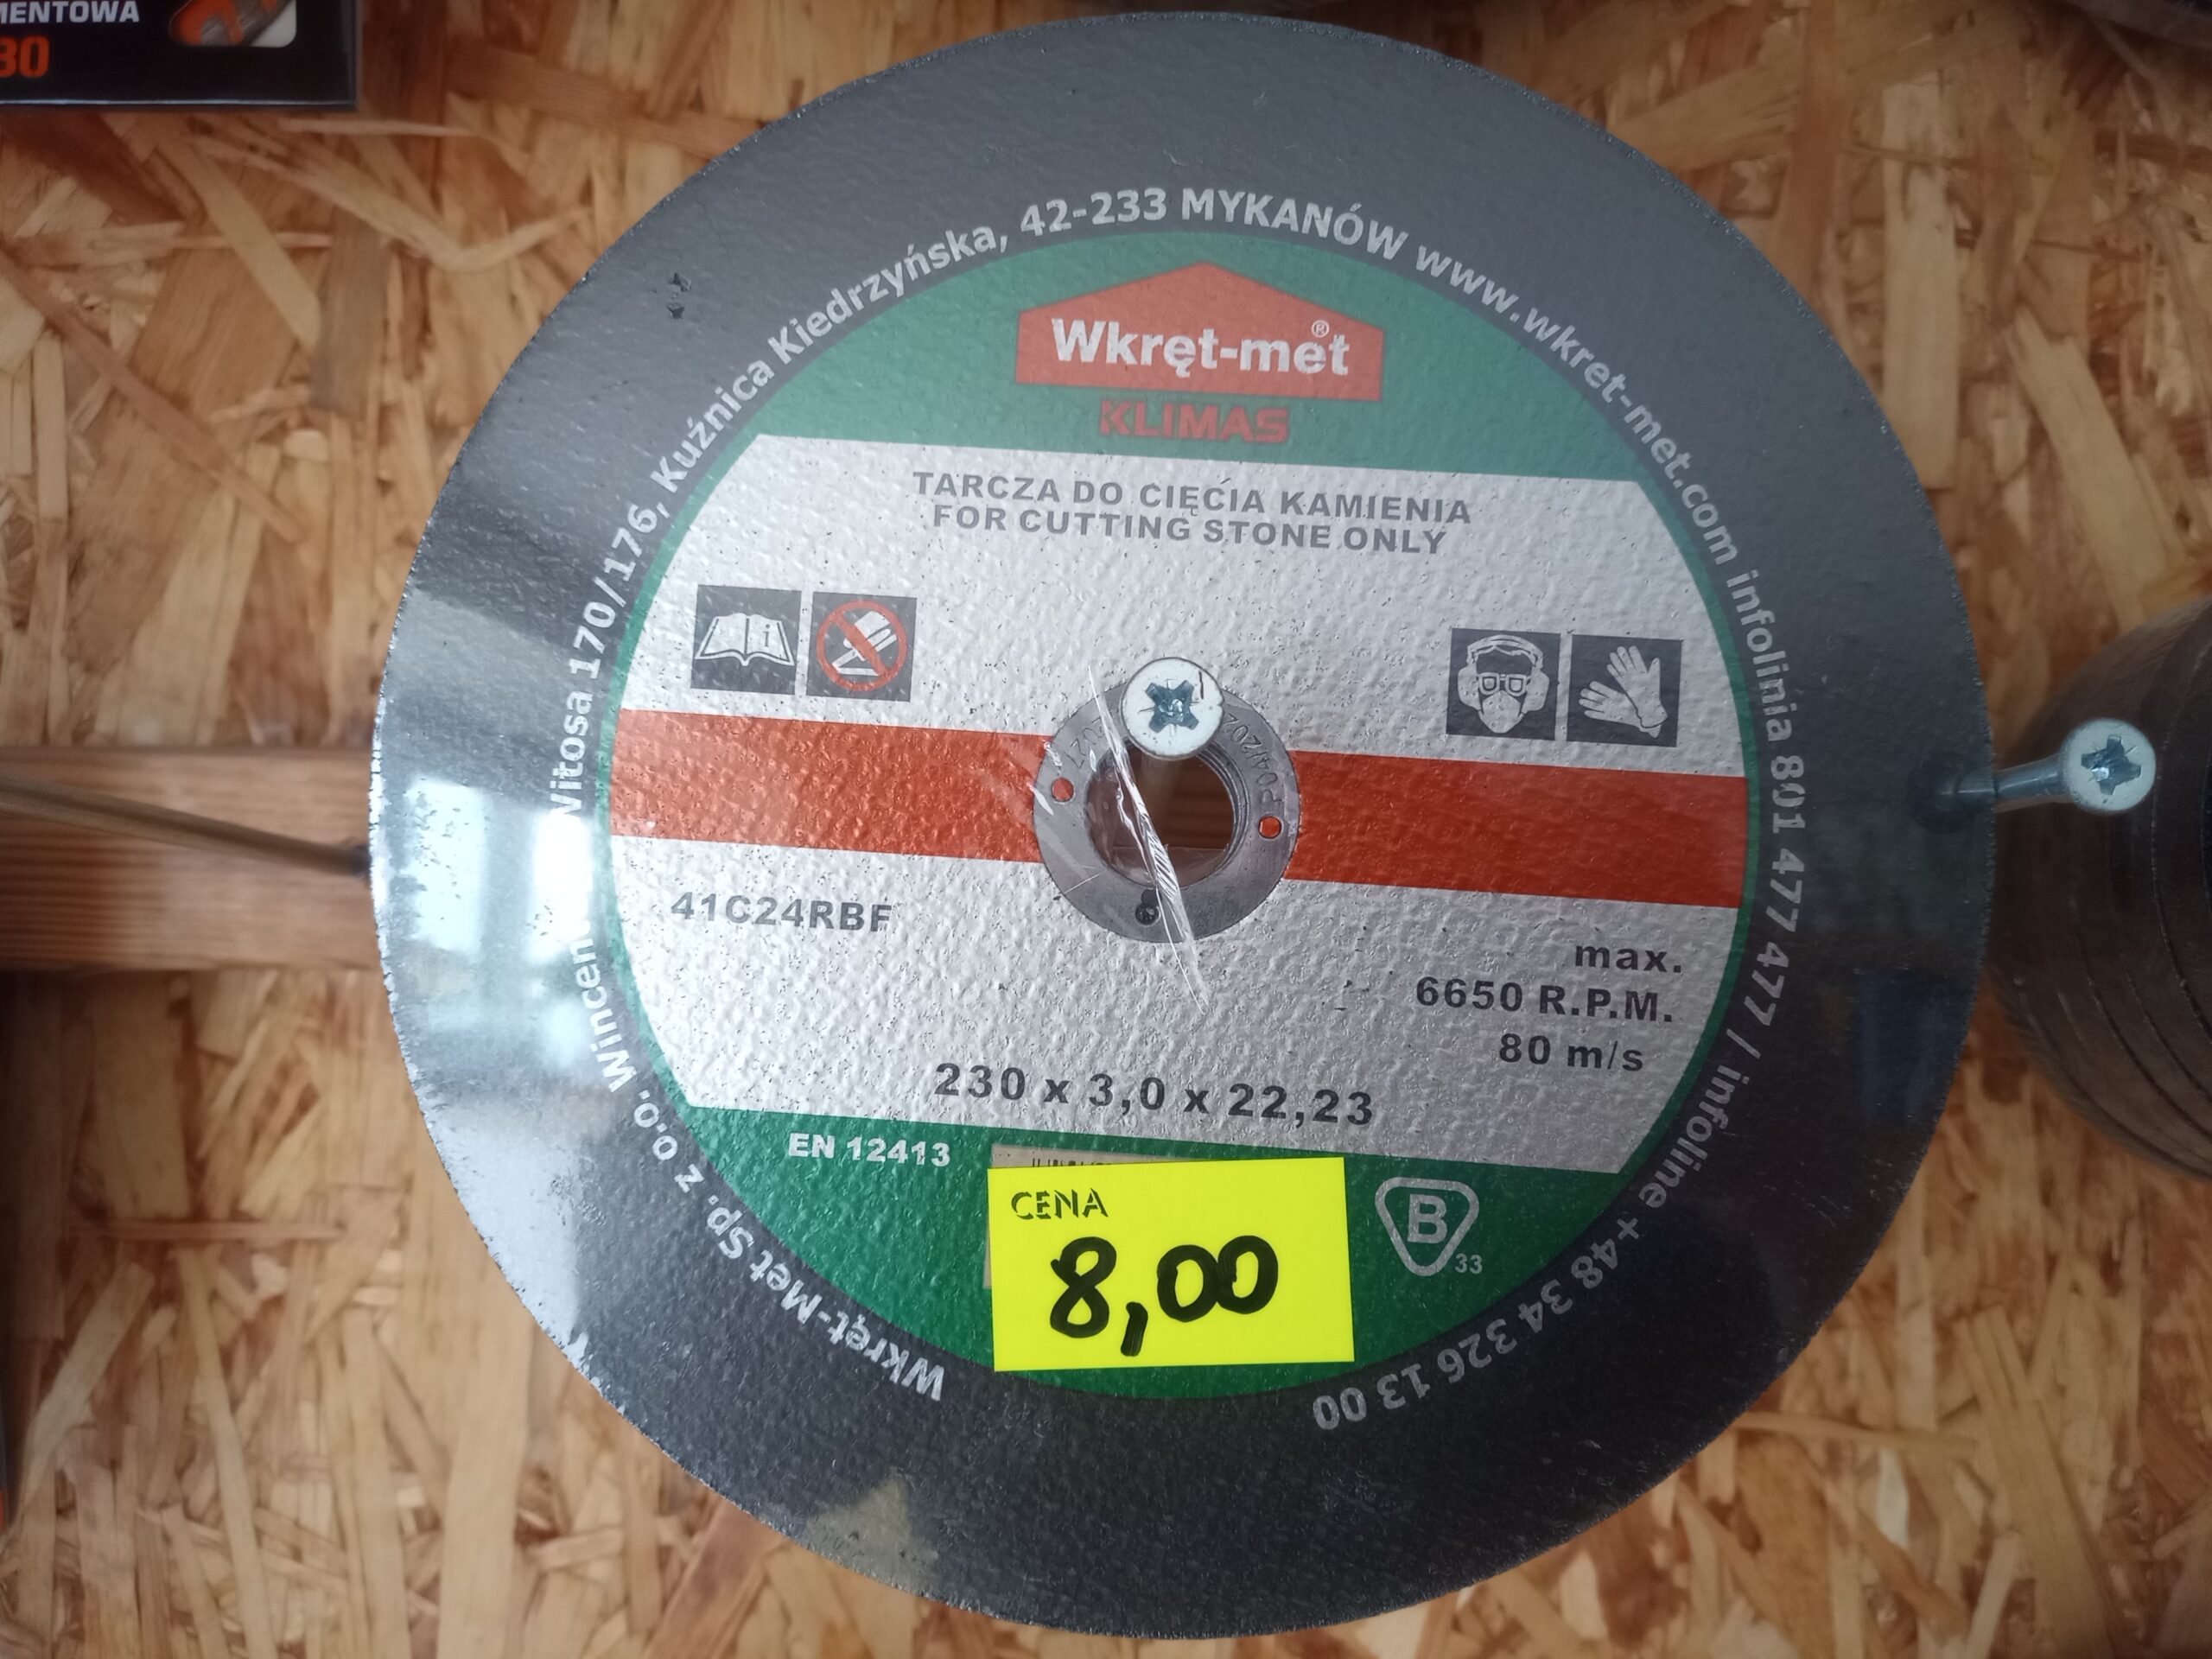 MENTOWA
30
Wkręt-Met Sp. z o.o. Wincen Witosa 170/176, Kuźnica Kiedrzyńska, 42-233 MYKANÓW www.wkret-met.com infolinia 801 477 477 / infoline +48 34 326 13 00
Wkręt-met®
KLIMAS
TARCZA DO CIĘCIA KAMIENIA
FOR CUTTING STONE ONLY
41C24RBF
max.
6650 R.P.M.
80 m/s
230 x 3,0 x 22,23
EN 12413
B
33
CENA
8,00